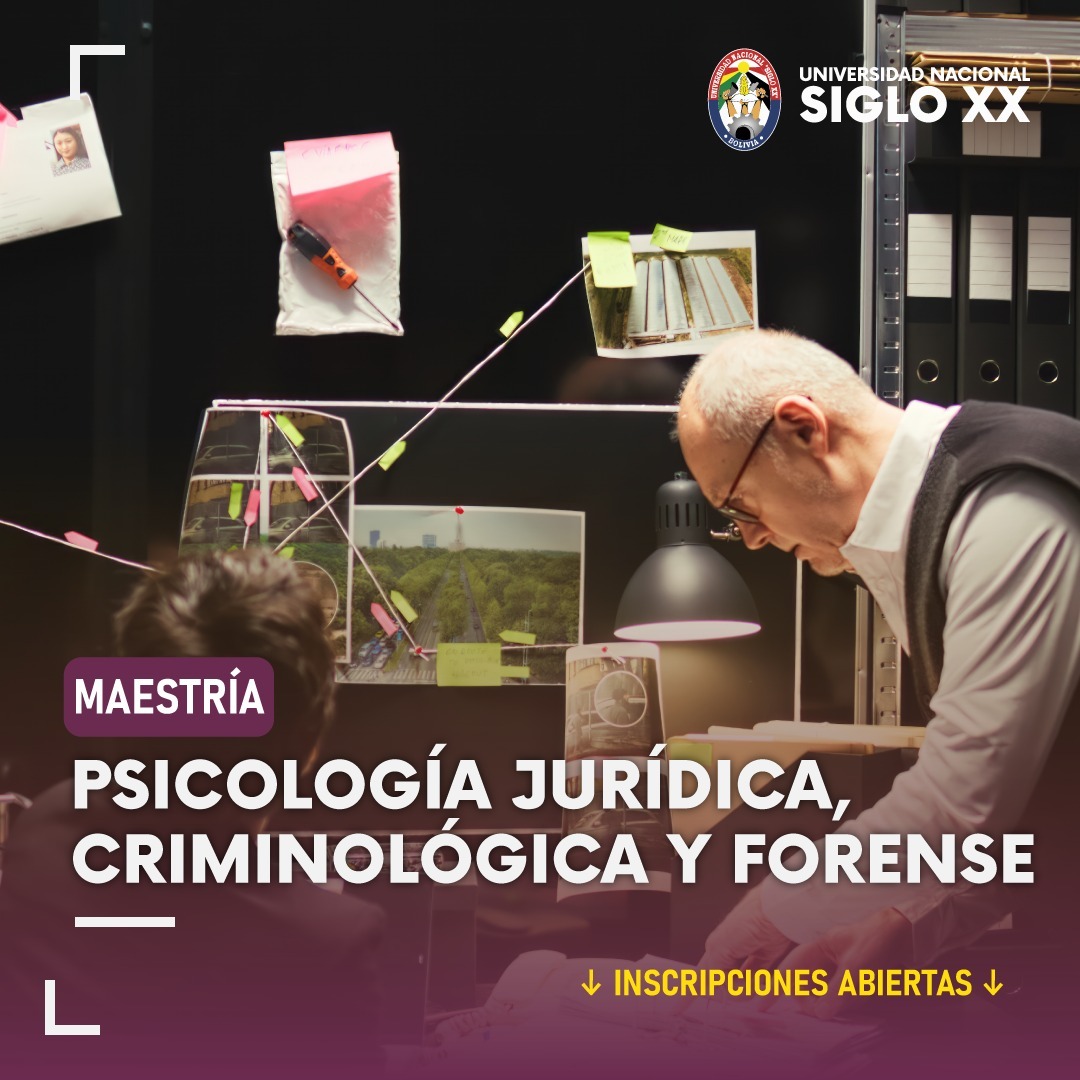 UNIVERSIDAD NACIONAL "SIGLO XX"
BOLIVIA
UNIVERSIDAD NACIONAL
SIGLO XX
MAESTRÍA
PSICOLOGÍA JURÍDICA,
CRIMINOLÓGICA Y FORENSE
↓ INSCRIPCIONES ABIERTAS ↓